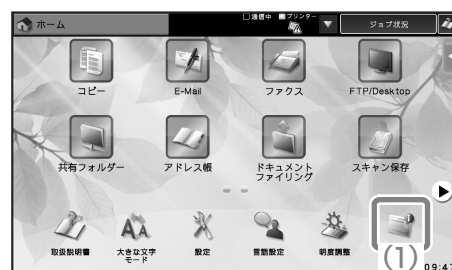 ホーム
通信中 プリンター
ジョブ状況
コピー
E-Mail
ファクス
FTP/Desktop
共有フォルダー
アドレス帳
ドキュメント
ファイリング
スキャン保存
取扱説明書
大きな文字
モード
設定
言語設定
明度調整
(1)
09:47